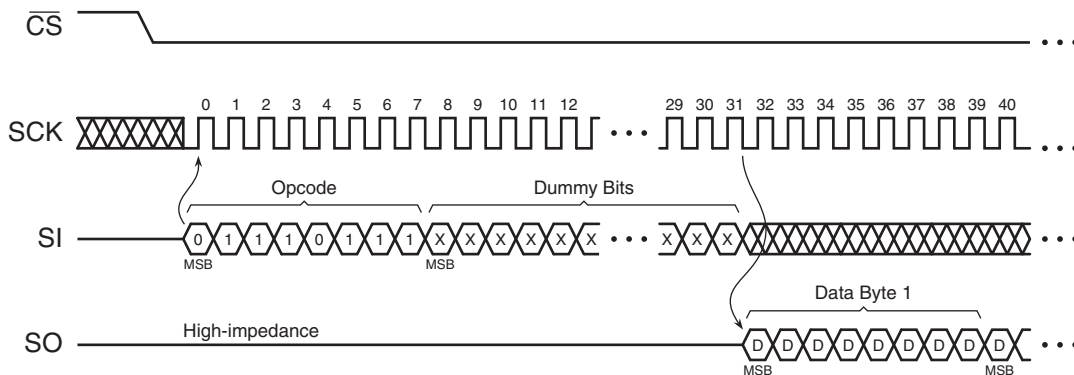 CS
• • •
0 1 2 3 4 5 6 7 8 9 10 11 12 29 30 31 32 33 34 35 36 37 38 39 40
SCK
• • •
• • •
Opcode
Dummy Bits
SI
0 1 1 1 0 1 1 1 X X X X X X • • • X X X
• • •
MSB
MSB
Data Byte 1
High-impedance
SO
D D D D D D D D D
• • •
MSB
MSB